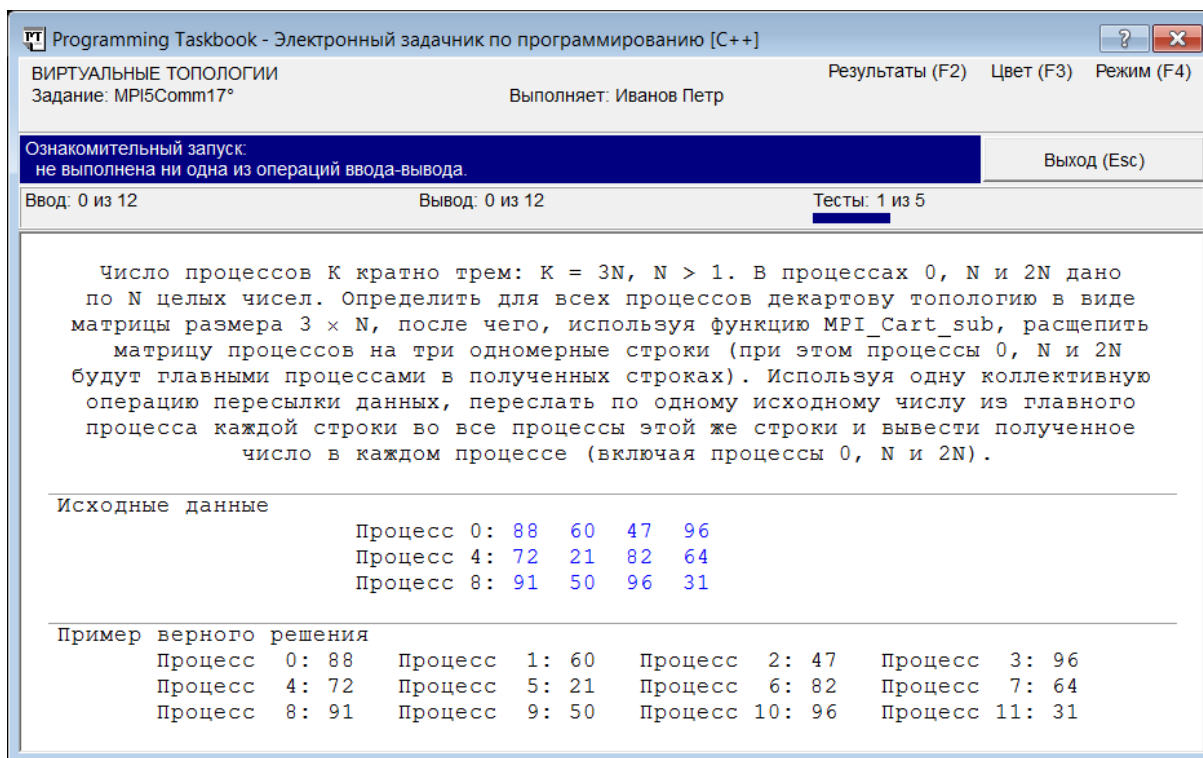 Programming Taskbook - Электронный задачник по программированию [C++]
ВИРТУАЛЬНЫЕ ТОПОЛОГИИ Результаты (F2) Цвет (F3) Режим (F4)
Задание: MPI5Comm17° Выполняет: Иванов Петр
Ознакомительный запуск:
не выполнена ни одна из операций ввода-вывода.
Выход (Esc)
Ввод: 0 из 12 Вывод: 0 из 12 Тесты: 1 из 5
Число процессов K кратно трем: K = 3N, N > 1. В процессах 0, N и 2N дано
по N целых чисел. Определить для всех процессов декартову топологию в виде
матрицы размера 3 × N, после чего, используя функцию MPI_Cart_sub, расщепить
матрицу процессов на три одномерные строки (при этом процессы 0, N и 2N
будут главными процессами в полученных строках). Используя одну коллективную
операцию пересылки данных, переслать по одному исходному числу из главного
процесса каждой строки во все процессы этой же строки и вывести полученное
число в каждом процессе (включая процессы 0, N и 2N).
Исходные данные
Процесс 0: 88 60 47 96
Процесс 4: 72 21 82 64
Процесс 8: 91 50 96 31
Пример верного решения
Процесс 0: 88 Процесс 1: 60 Процесс 2: 47 Процесс 3: 96
Процесс 4: 72 Процесс 5: 21 Процесс 6: 82 Процесс 7: 64
Процесс 8: 91 Процесс 9: 50 Процесс 10: 96 Процесс 11: 31